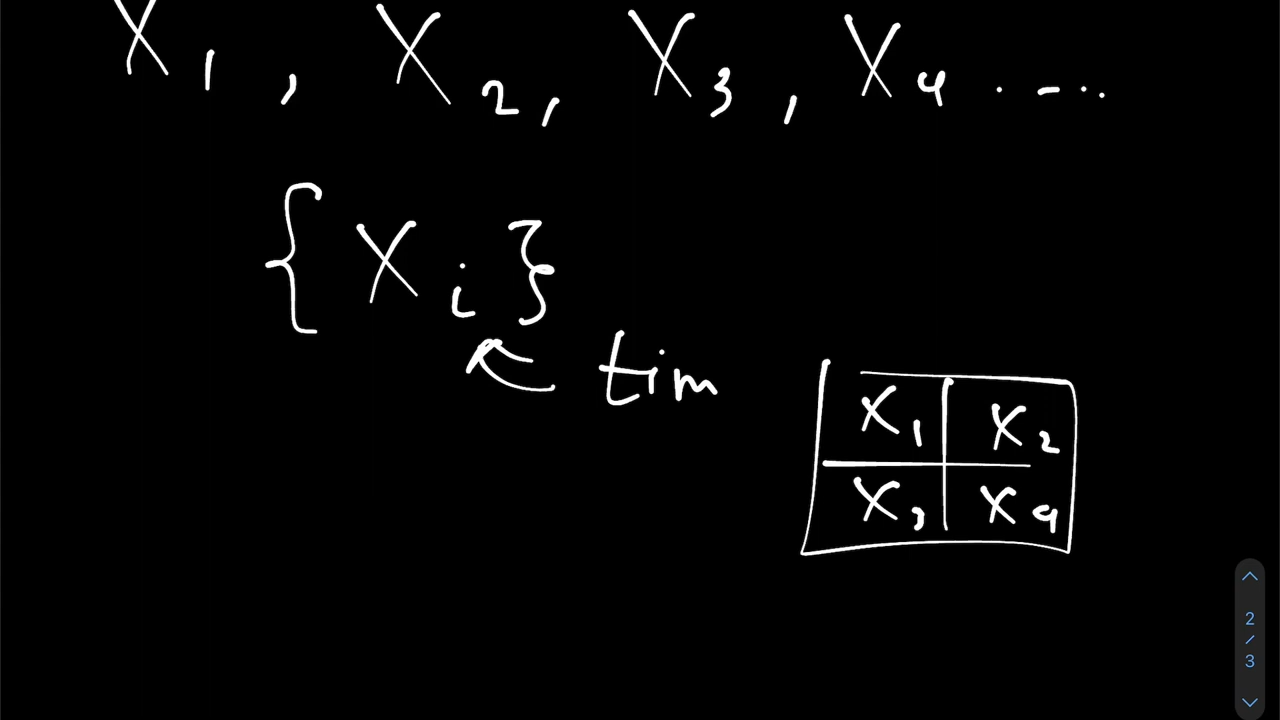 X₁, X₂, X₃, X₄ . - ..
{ Xᵢ }
tim
X₁ X₂
X₃ X₄
2
/
3